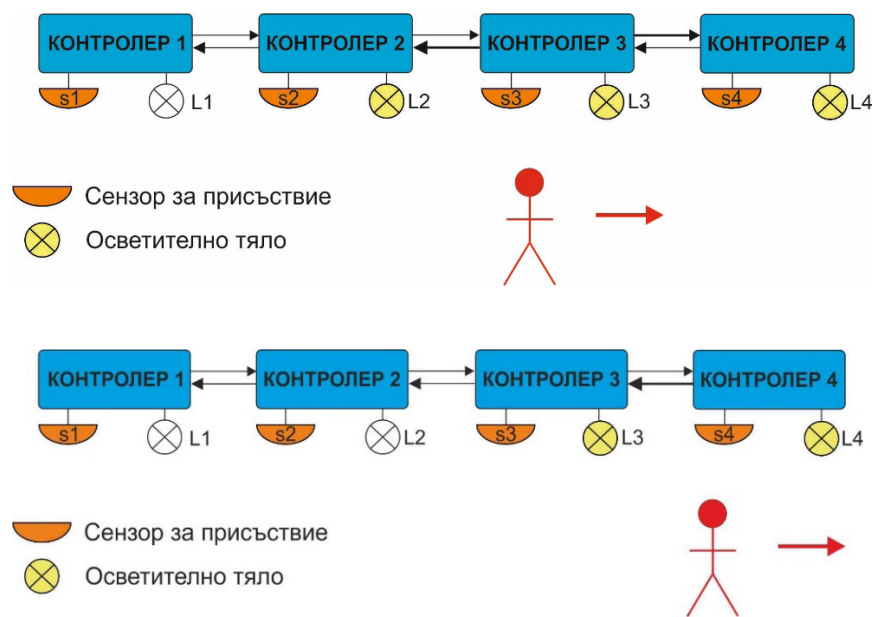 КОНТРОЛЕР 1 КОНТРОЛЕР 2 КОНТРОЛЕР 3 КОНТРОЛЕР 4
s1 L1 s2 L2 s3 L3 s4 L4
Сензор за присъствие
Осветително тяло
КОНТРОЛЕР 1 КОНТРОЛЕР 2 КОНТРОЛЕР 3 КОНТРОЛЕР 4
s1 L1 s2 L2 s3 L3 s4 L4
Сензор за присъствие
Осветително тяло